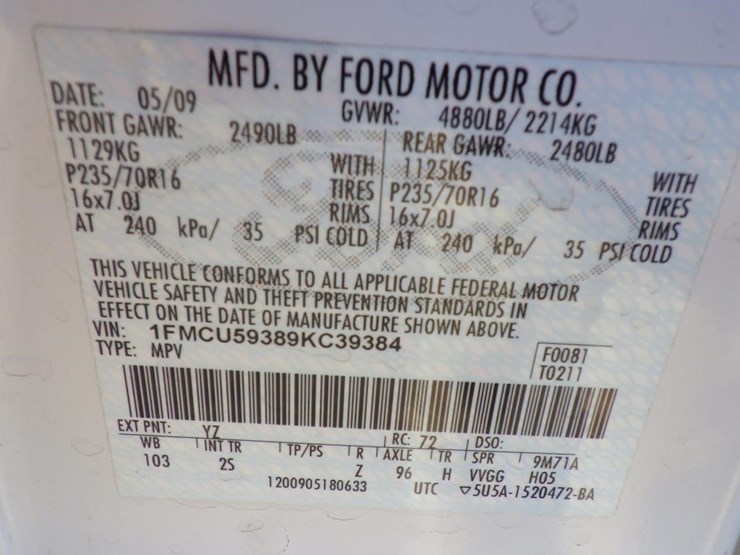 MFD. BY FORD MOTOR CO.
DATE: 05/09 GVWR: 4880LB/ 2214KG
FRONT GAWR: 2490LB REAR GAWR: 2480LB
1129KG WITH 1125KG WITH
P235/70R16 TIRES P235/70R16 TIRES
16x7.0J RIMS 16x7.0J RIMS
AT 240 kPa/ 35 PSI COLD AT 240 kPa/ 35 PSI COLD
THIS VEHICLE CONFORMS TO ALL APPLICABLE FEDERAL MOTOR
VEHICLE SAFETY AND THEFT PREVENTION STANDARDS IN
EFFECT ON THE DATE OF MANUFACTURE SHOWN ABOVE.
VIN: 1FMCU59389KC39384 F0081
TYPE: MPV T0211
EXT PNT: YZ RC: 72 DSO:
WB INT TR TP/PS R AXLE TR SPR 9M71A
103 2S Z 96 H VVGG H05
1200905180633 UTC ▽5U5A-1520472-BA